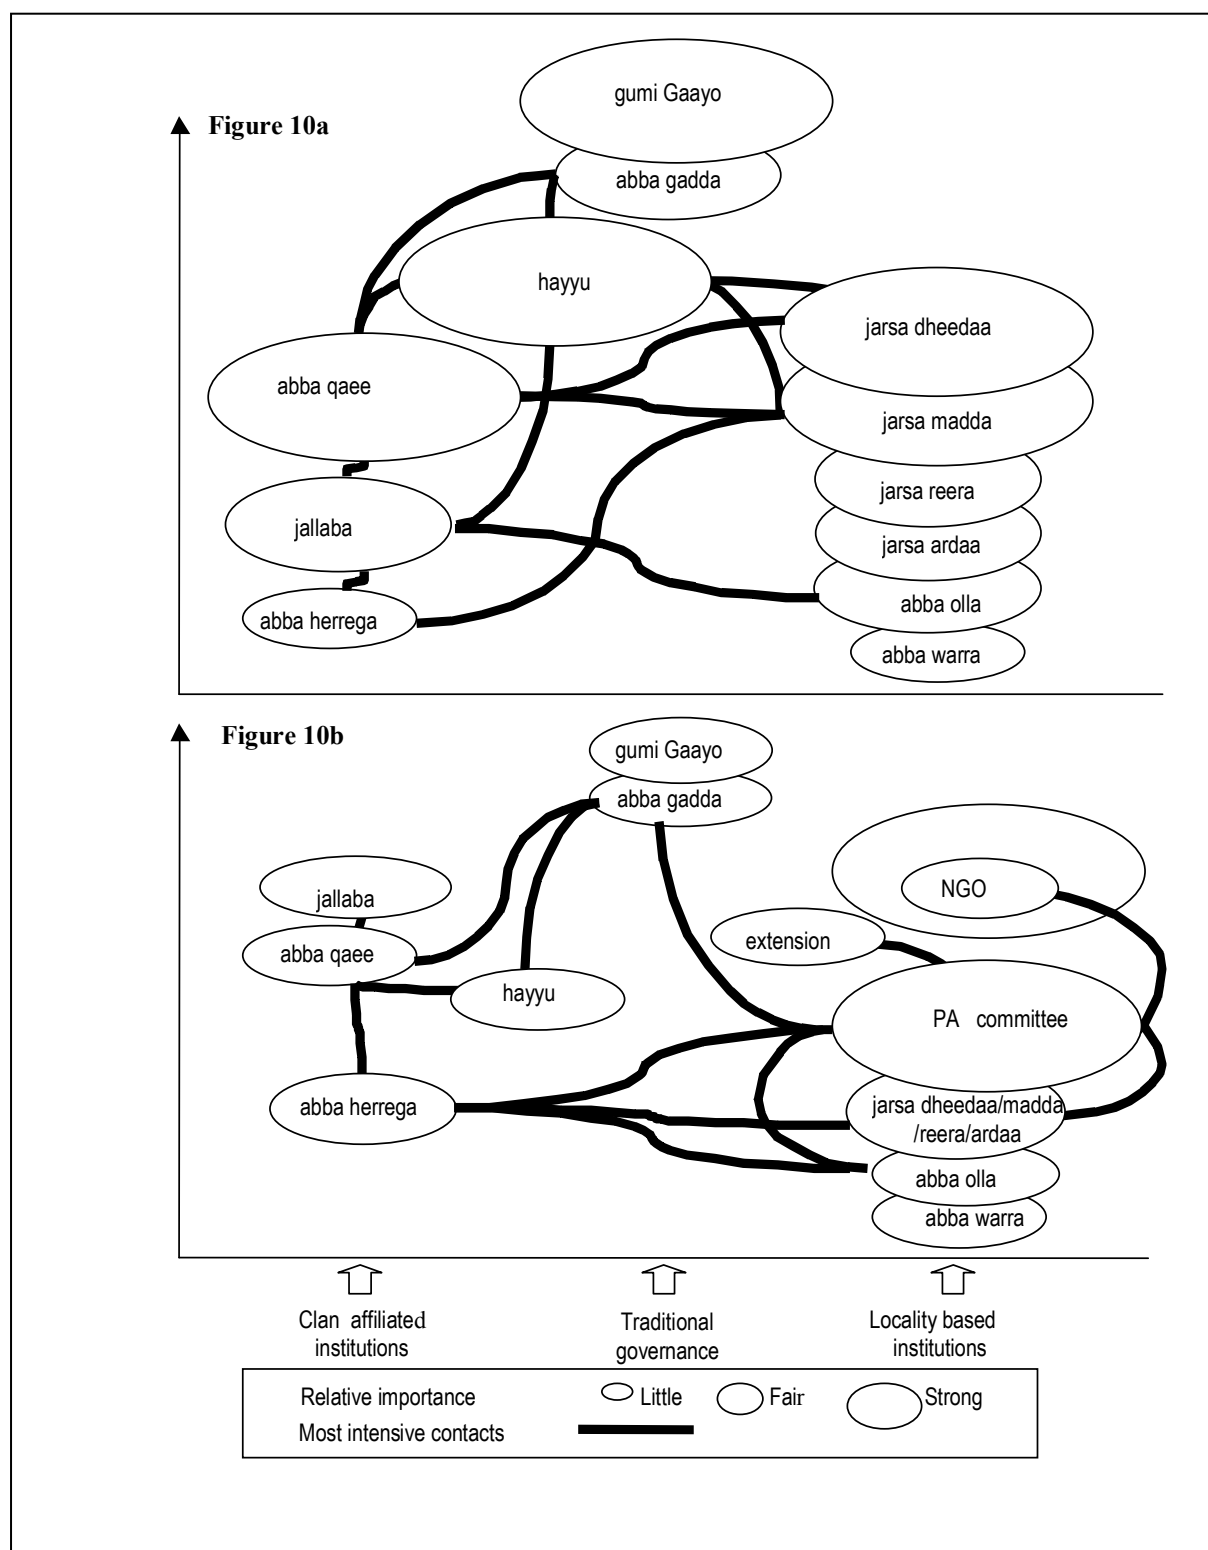 Figure 10a
gumi Gaayo
abba gadda
hayyu
jarsa dheedaa
abba qaee
jarsa madda
jarsa reera
jallaba
jarsa ardaa
abba olla
abba herrega
abba warra
Figure 10b
gumi Gaayo
abba gadda
jallaba
NGO
extension
abba qaee
hayyu
PA committee
abba herrega
jarsa dheedaa/madda
/reera/ardaa
abba olla
abba warra
Clan affiliated
institutions
Traditional
governance
Locality based
institutions
Relative importance Little Fair Strong
Most intensive contacts